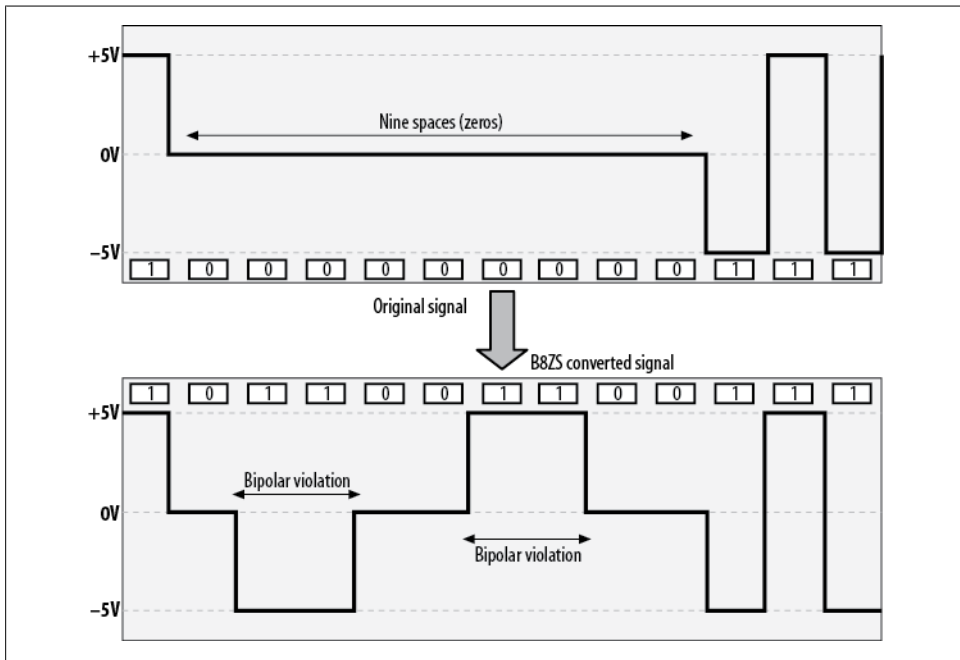 +5V
Nine spaces (zeros)
0V
−5V
1 0 0 0 0 0 0 0 0 0 1 1 1
Original signal
B8ZS converted signal
1 0 1 1 0 0 1 1 0 0 1 1 1
+5V
Bipolar violation
0V
Bipolar violation
−5V